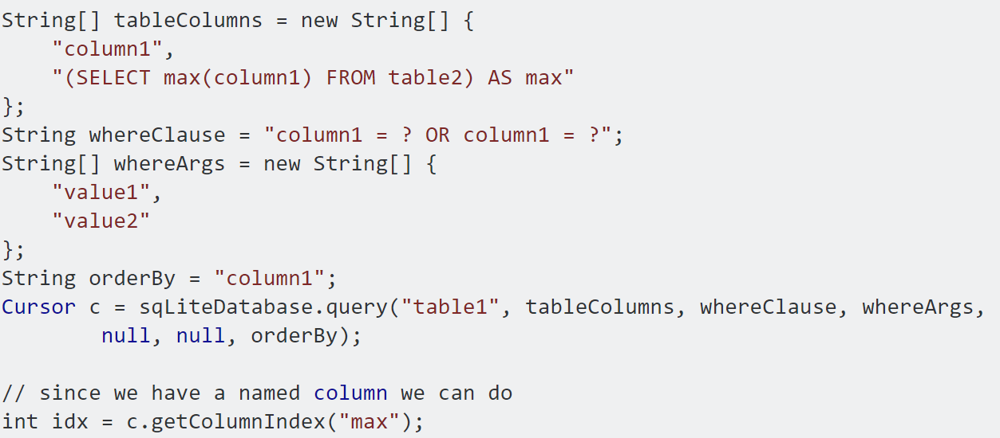 String[] tableColumns = new String[] {
    "column1",
    "(SELECT max(column1) FROM table2) AS max"
};
String whereClause = "column1 = ? OR column1 = ?";
String[] whereArgs = new String[] {
    "value1",
    "value2"
};
String orderBy = "column1";
Cursor c = sqLiteDatabase.query("table1", tableColumns, whereClause, whereArgs,
        null, null, orderBy);

// since we have a named column we can do
int idx = c.getColumnIndex("max");